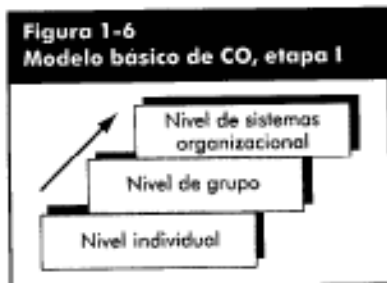 Figura 1-6
Modelo básico de CO, etapa I
Nivel de sistemas
organizacional
Nivel de grupo
Nivel individual